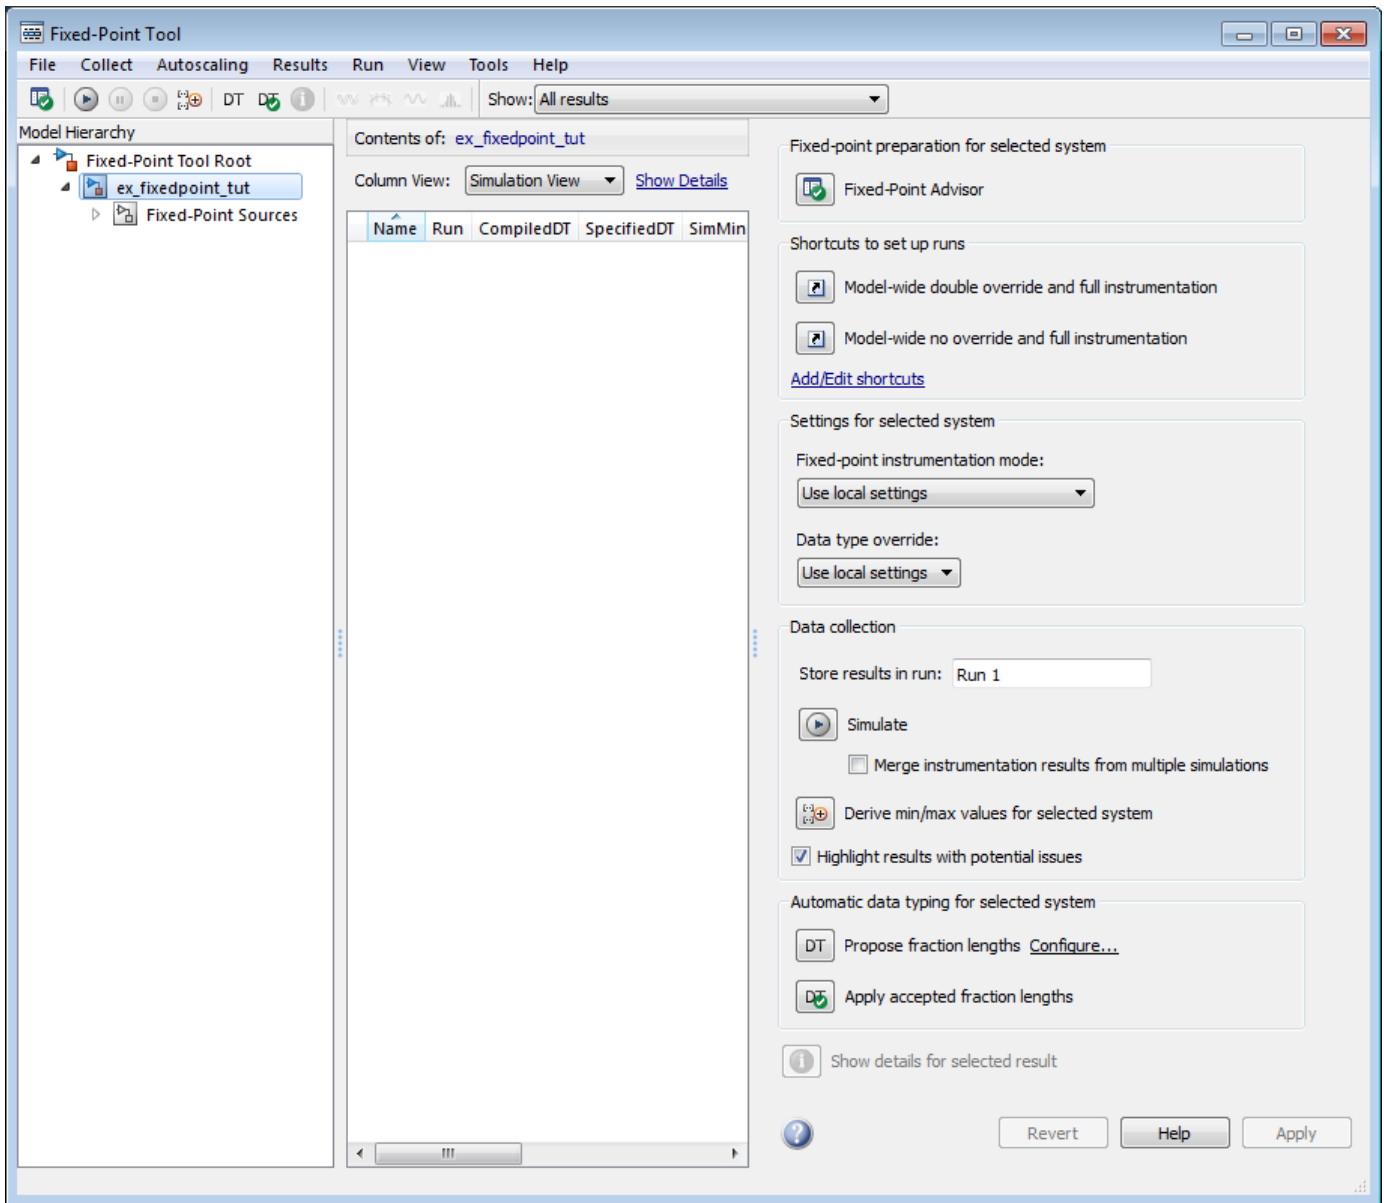 Fixed-Point Tool
File Collect Autoscaling Results Run View Tools Help
DT DT Show: All results
Model Hierarchy
Fixed-Point Tool Root
ex_fixedpoint_tut
Fixed-Point Sources
Contents of: ex_fixedpoint_tut
Column View: Simulation View Show Details
Name Run CompiledDT SpecifiedDT SimMin
Fixed-point preparation for selected system
Fixed-Point Advisor
Shortcuts to set up runs
Model-wide double override and full instrumentation
Model-wide no override and full instrumentation
Add/Edit shortcuts
Settings for selected system
Fixed-point instrumentation mode:
Use local settings
Data type override:
Use local settings
Data collection
Store results in run: Run 1
Simulate
Merge instrumentation results from multiple simulations
Derive min/max values for selected system
Highlight results with potential issues
Automatic data typing for selected system
DT Propose fraction lengths Configure...
DT Apply accepted fraction lengths
Show details for selected result
Revert Help Apply